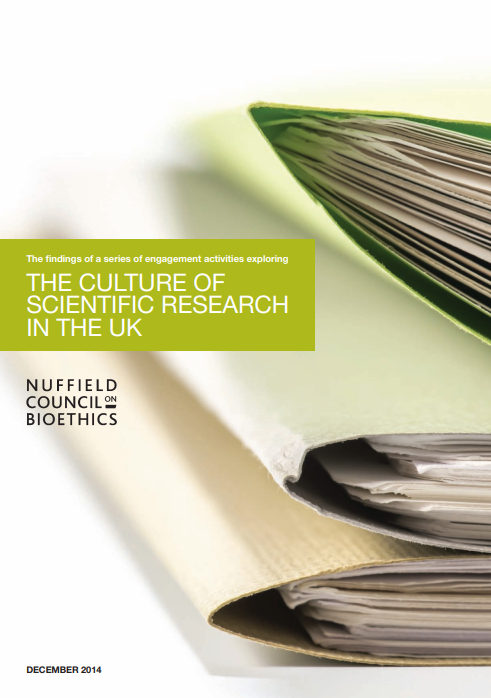 The findings of a series of engagement activities exploring
THE CULTURE OF
SCIENTIFIC RESEARCH
IN THE UK
NUFFIELD
COUNCIL ON
BIOETHICS
DECEMBER 2014